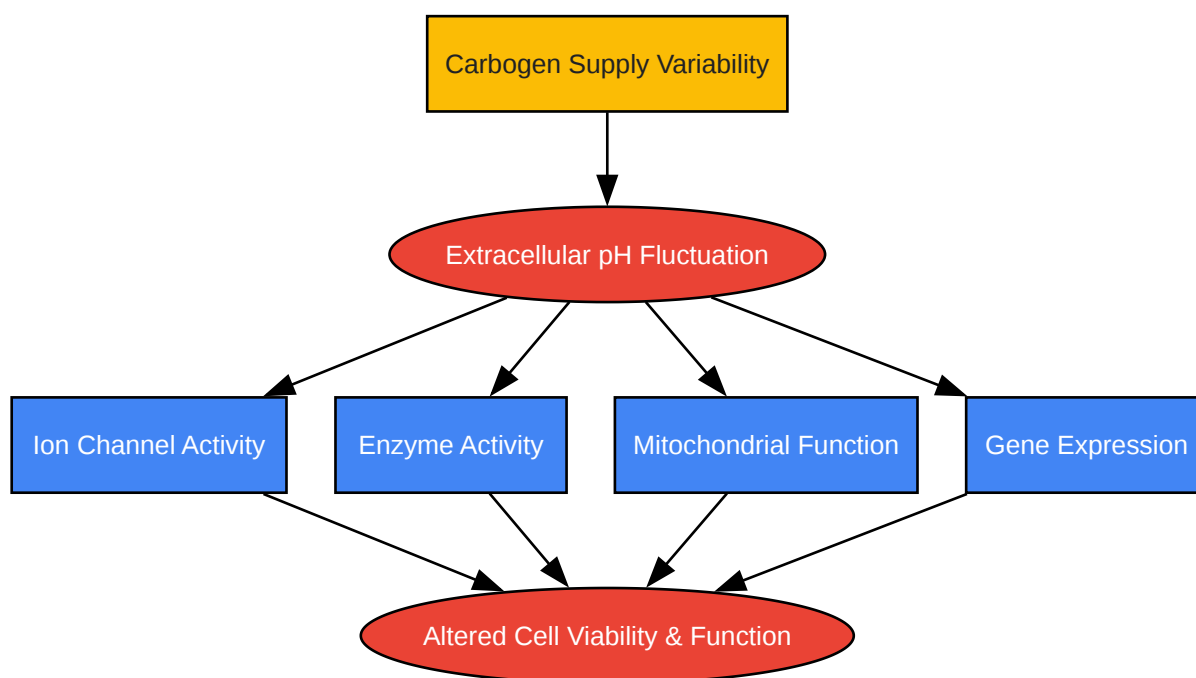 Carbogen Supply Variability
Extracellular pH Fluctuation
Ion Channel Activity
Enzyme Activity
Mitochondrial Function
Gene Expression
Altered Cell Viability & Function